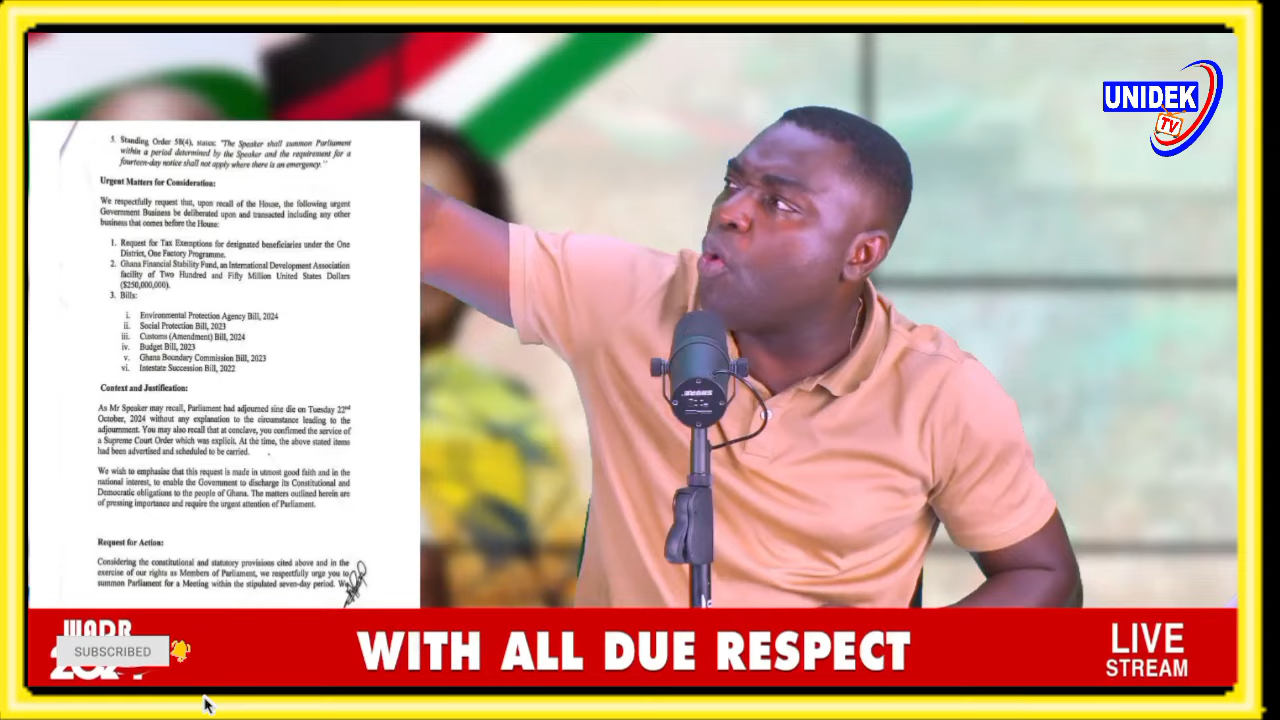 UNIDEK
TV
5. Standing Order 58(4), states: "The Speaker shall summon Parliament
within a period determined by the Speaker and the requirement for a
fourteen-day notice shall not apply where there is an emergency."
Urgent Matters for Consideration:
We respectfully request that, upon recall of the House, the following urgent
Government Business be deliberated upon and transacted including any other
business that comes before the House:
1. Request for Tax Exemptions for designated beneficiaries under the One
District, One Factory Programme.
2. Ghana Financial Stability Fund, an International Development Association
facility of Two Hundred and Fifty Million United States Dollars
($250,000,000).
3. Bills:
i. Environmental Protection Agency Bill, 2024
ii. Social Protection Bill, 2023
iii. Customs (Amendment) Bill, 2024
iv. Budget Bill, 2023
v. Ghana Boundary Commission Bill, 2023
vi. Intestate Succession Bill, 2022
Context and Justification:
As Mr Speaker may recall, Parliament had adjourned sine die on Tuesday 22nd
October, 2024 without any explanation to the circumstance leading to the
adjournment. You may also recall that at conclave, you confirmed the service of
a Supreme Court Order which was explicit. At the time, the above stated items
had been advertised and scheduled to be carried.
We wish to emphasise that this request is made in utmost good faith and in the
national interest, to enable the Government to discharge its Constitutional and
Democratic obligations to the people of Ghana. The matters outlined herein are
of pressing importance and require the urgent attention of Parliament.
Request for Action:
Considering the constitutional and statutory provisions cited above and in the
exercise of our rights as Members of Parliament, we respectfully urge you to
summon Parliament for a Meeting within the stipulated seven-day period. We
SHURE
WADR
SUBSCRIBED
WITH ALL DUE RESPECT
LIVE
STREAM